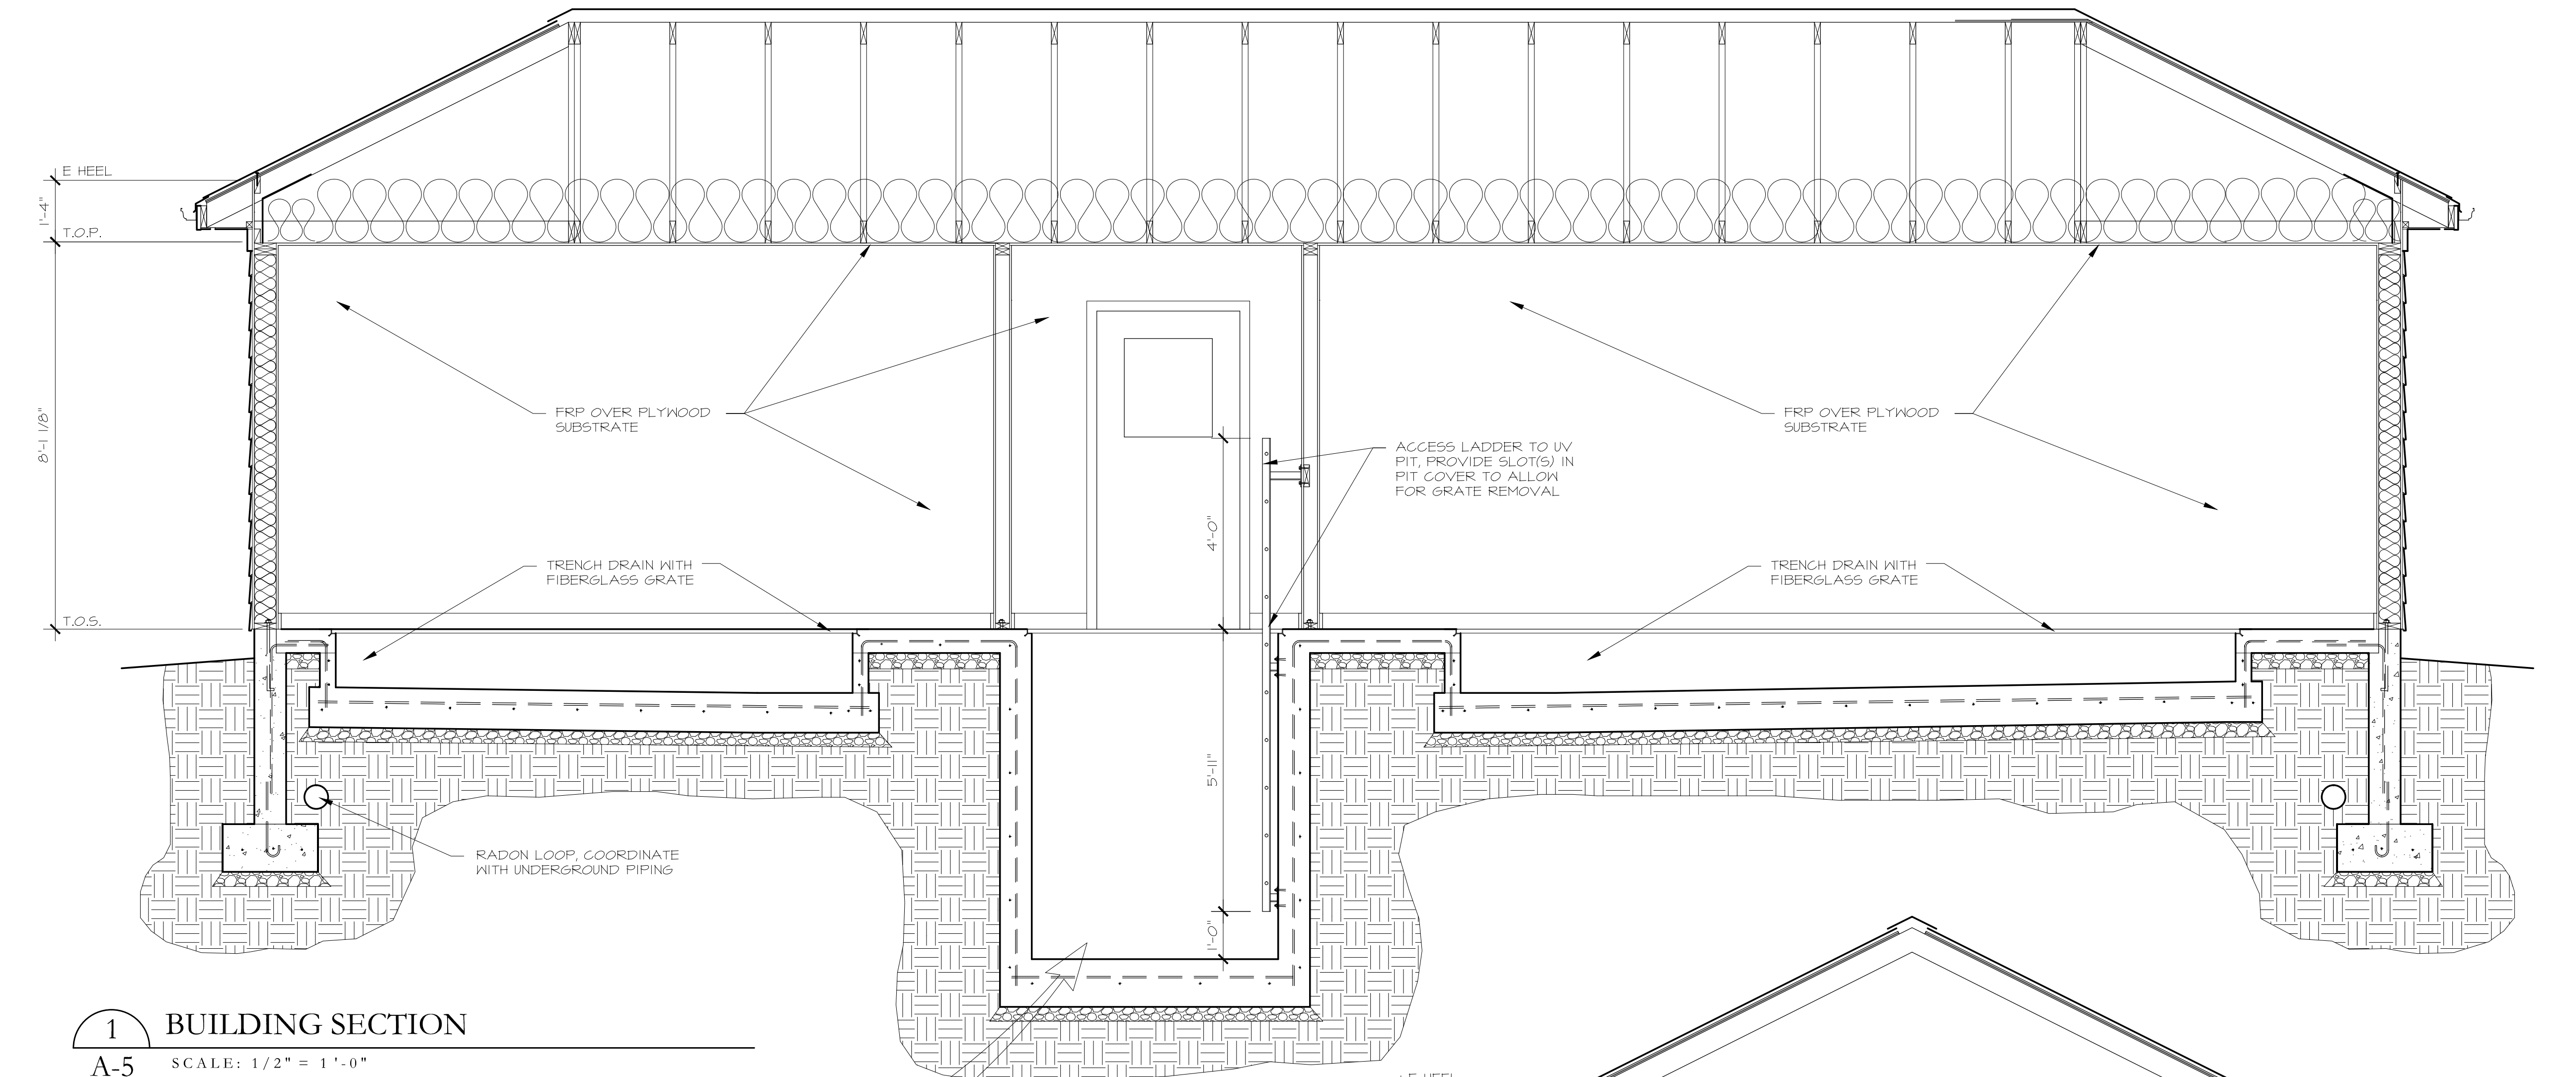 E HEEL
1'-4"
T.O.P.
8'-1 1/8"
T.O.S.
FRP OVER PLYWOOD
SUBSTRATE
FRP OVER PLYWOOD
SUBSTRATE
ACCESS LADDER TO UV
PIT, PROVIDE SLOT(S) IN
PIT COVER TO ALLOW
FOR GRATE REMOVAL
4'-0"
TRENCH DRAIN WITH
FIBERGLASS GRATE
TRENCH DRAIN WITH
FIBERGLASS GRATE
5'-11"
RADON LOOP, COORDINATE
WITH UNDERGROUND PIPING
1'-0"
1
BUILDING SECTION
A-5
SCALE: 1/2" = 1'-0"
E HEEL